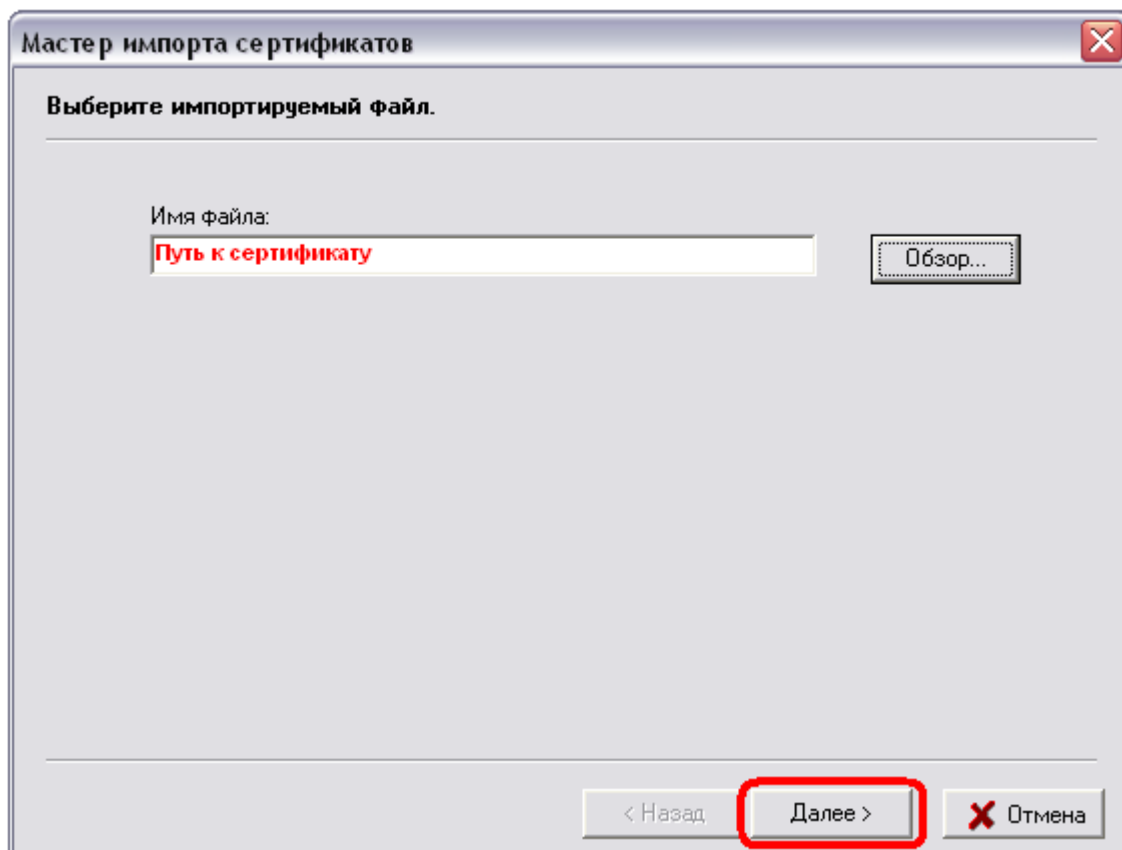 Мастер импорта сертификатов
Выберите импортируемый файл.
Имя файла:
Путь к сертификату
Обзор...
< Назад
Далее >
Отмена